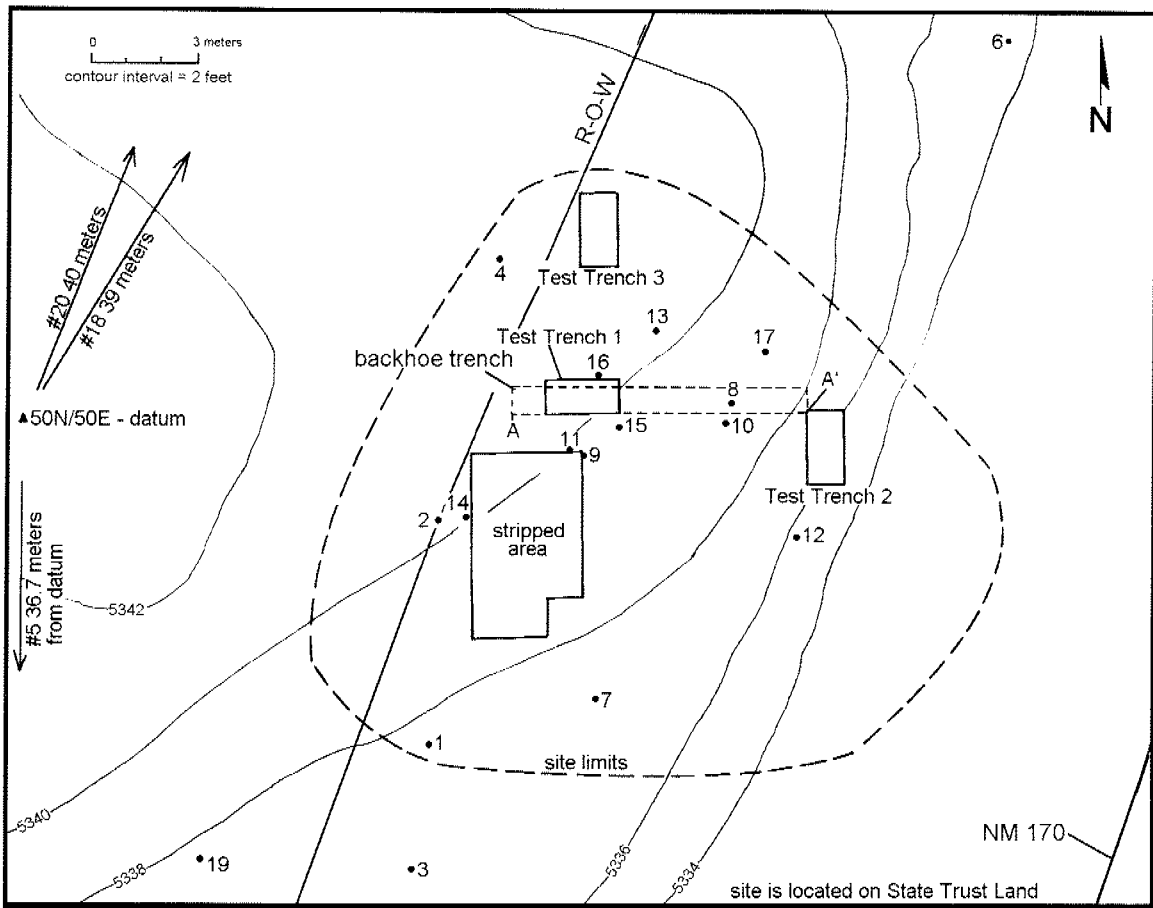 0 3 meters
contour interval = 2 feet
6
N
R-O-W
#20 40 meters
#18 39 meters
4
Test Trench 3
13
Test Trench 1
17
backhoe trench
16
A'
8
50N/50E - datum
A
15
10
11
9
Test Trench 2
14
2
stripped
area
12
#5 36.7 meters
from datum
5342
7
1
site limits
5340
NM 170
5338
19
3
5336
5334
site is located on State Trust Land